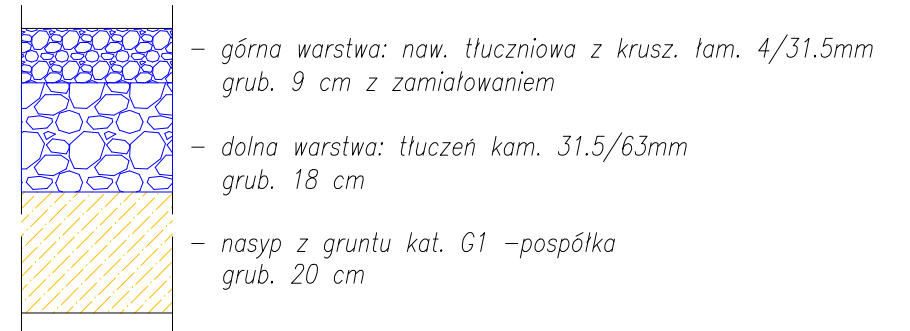 – górna warstwa: naw. tłuczniowa z krusz. łam. 4/31.5mm
grub. 9 cm z zamiałowaniem
– dolna warstwa: tłuczeń kam. 31.5/63mm
grub. 18 cm
– nasyp z gruntu kat. G1 –pospółka
grub. 20 cm